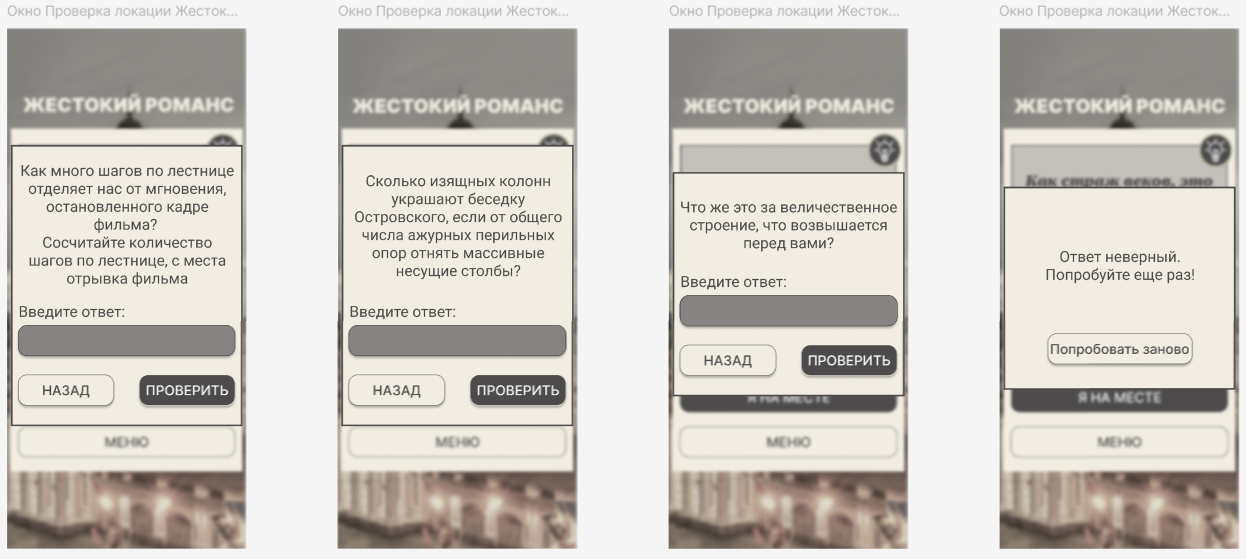 Окно Проверка локации Жесток...
ЖЕСТОКИЙ РОМАНС
Как много шагов по лестнице
отделяет нас от мгновения,
остановленного кадре
фильма?
Сосчитайте количество
шагов по лестнице, с места
отрывка фильма
Введите ответ:
НАЗАД
ПРОВЕРИТЬ
МЕНЮ
Окно Проверка локации Жесток...
ЖЕСТОКИЙ РОМАНС
Сколько изящных колонн
украшают беседку
Островского, если от общего
числа ажурных перильных
опор отнять массивные
несущие столбы?
Введите ответ:
НАЗАД
ПРОВЕРИТЬ
МЕНЮ
Окно Проверка локации Жесток...
ЖЕСТОКИЙ РОМАНС
Что же это за величественное
строение, что возвышается
перед вами?
Введите ответ:
НАЗАД
ПРОВЕРИТЬ
Я НА МЕСТЕ
МЕНЮ
Окно Проверка локации Жесток...
ЖЕСТОКИЙ РОМАНС
Как страж веков, это
Ответ неверный.
Попробуйте еще раз!
Попробовать заново
Я НА МЕСТЕ
МЕНЮ